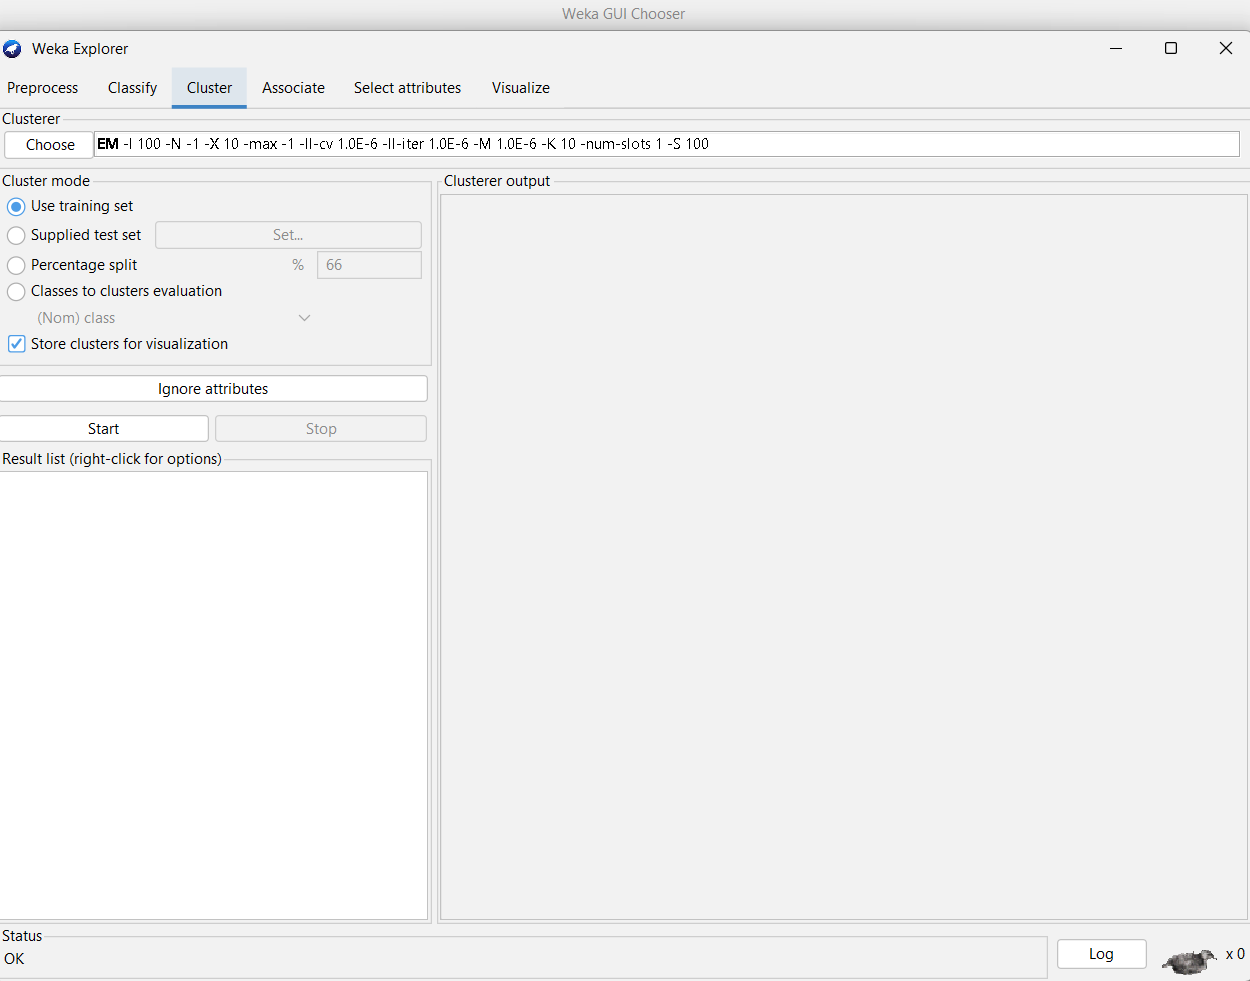 Weka GUI Chooser
Weka Explorer
Preprocess Classify Cluster Associate Select attributes Visualize
Clusterer
Choose EM -I 100 -N -1 -X 10 -max -1 -ll-cv 1.0E-6 -ll-iter 1.0E-6 -M 1.0E-6 -K 10 -num-slots 1 -S 100
Cluster mode
Use training set
Supplied test set Set...
Percentage split % 66
Classes to clusters evaluation
(Nom) class
Store clusters for visualization
Ignore attributes
Start Stop
Result list (right-click for options)
Clusterer output
Status
OK
Log x 0